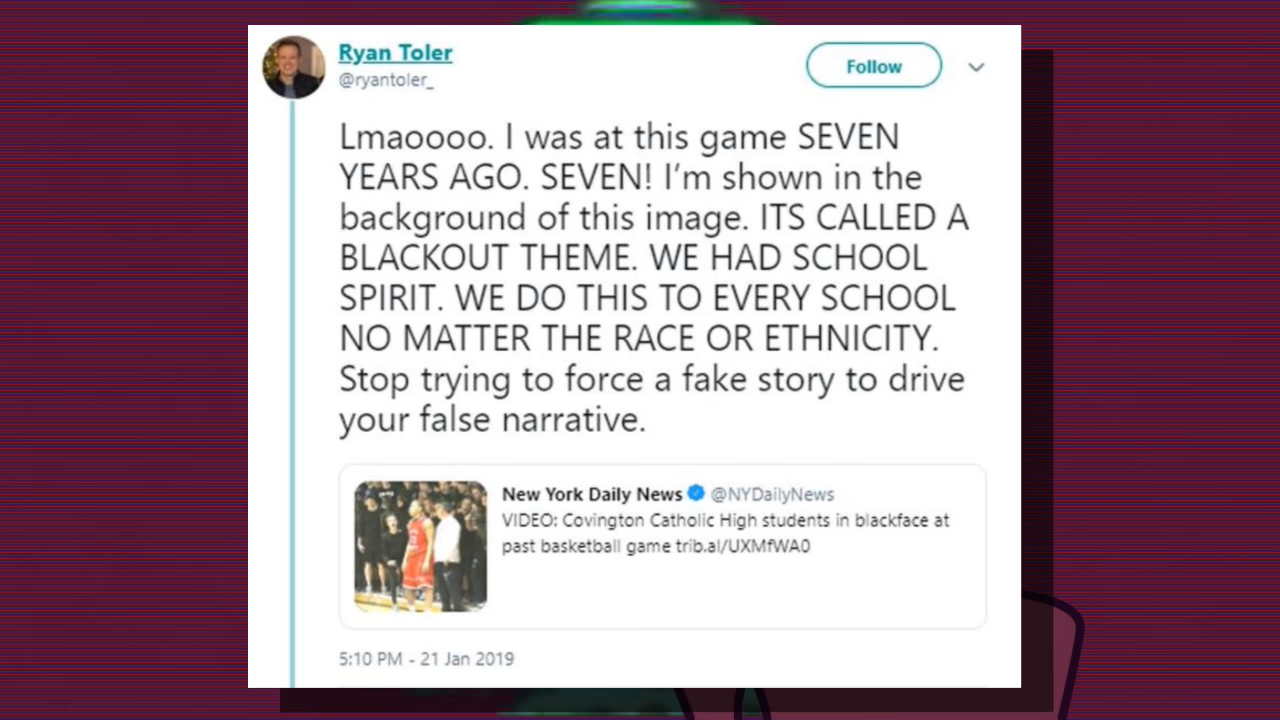 Ryan Toler
@ryantoler_
Follow
Lmaoooo. I was at this game SEVEN
YEARS AGO. SEVEN! I'm shown in the
background of this image. ITS CALLED A
BLACKOUT THEME. WE HAD SCHOOL
SPIRIT. WE DO THIS TO EVERY SCHOOL
NO MATTER THE RACE OR ETHNICITY.
Stop trying to force a fake story to drive
your false narrative.
New York Daily News @NYDailyNews
VIDEO: Covington Catholic High students in blackface at
past basketball game trib.al/UXMfWA0
5:10 PM - 21 Jan 2019